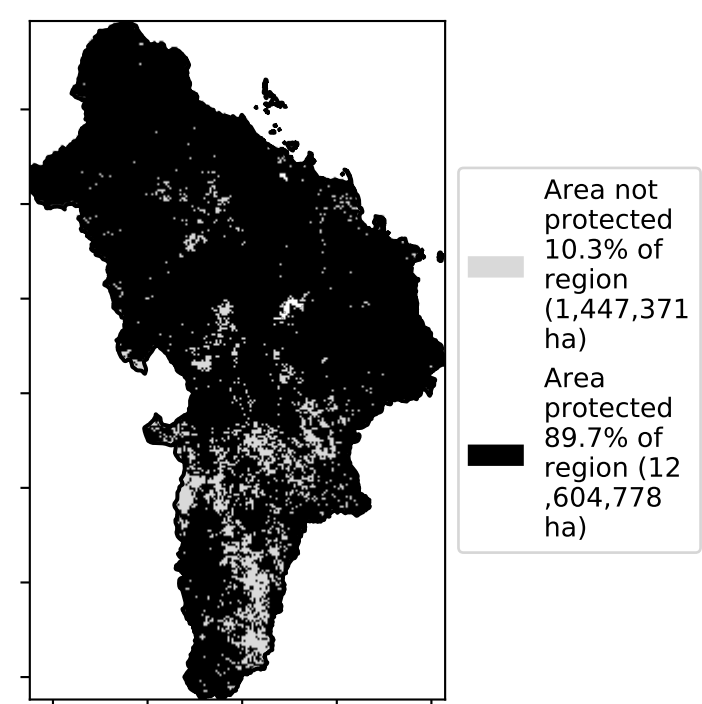 Area not
protected
10.3% of
region
(1,447,371
ha)
Area
protected
89.7% of
region (12
,604,778
ha)